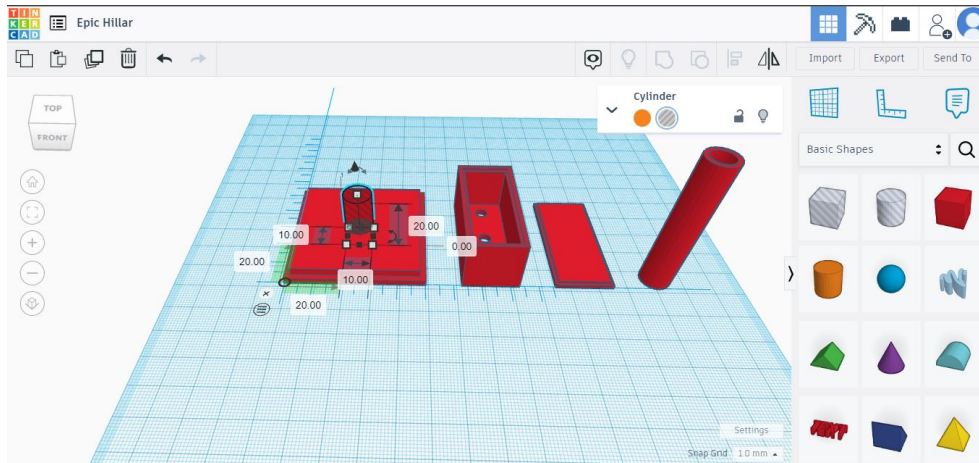 TIN
KER
CAD
Epic Hillar
Import
Export
Send To
TOP
FRONT
Cylinder
Basic Shapes
20.00
10.00
0.00
20.00
10.00
20.00
Settings
Snap Grid 1.0 mm